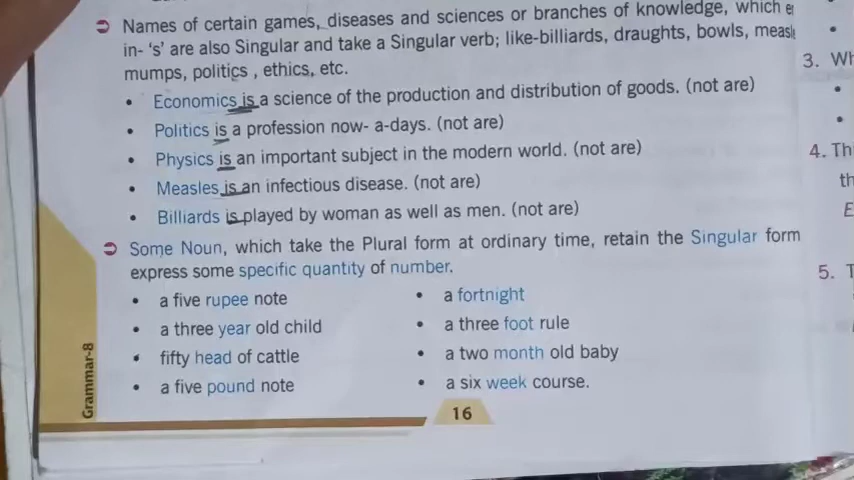 Names of certain games, diseases and sciences or branches of knowledge, which
in- 's' are also Singular and take a Singular verb; like-billiards, draughts, bowls,
mumps, politics , ethics, etc.
• Economics is a science of the production and distribution of goods. (not are)
• Politics is a profession now- a-days. (not are)
• Physics is an important subject in the modern world. (not are)
• Measles is an infectious disease. (not are)
• Billiards is played by woman as well as men. (not are)
Some Noun, which take the Plural form at ordinary time, retain the Singular form
express some specific quantity of number.
• a five rupee note
• a three year old child
• fifty head of cattle
• a five pound note
• a fortnight
• a three foot rule
• a two month old baby
• a six week course.
Grammar-8
16
3.
4. Th
th
E
5.